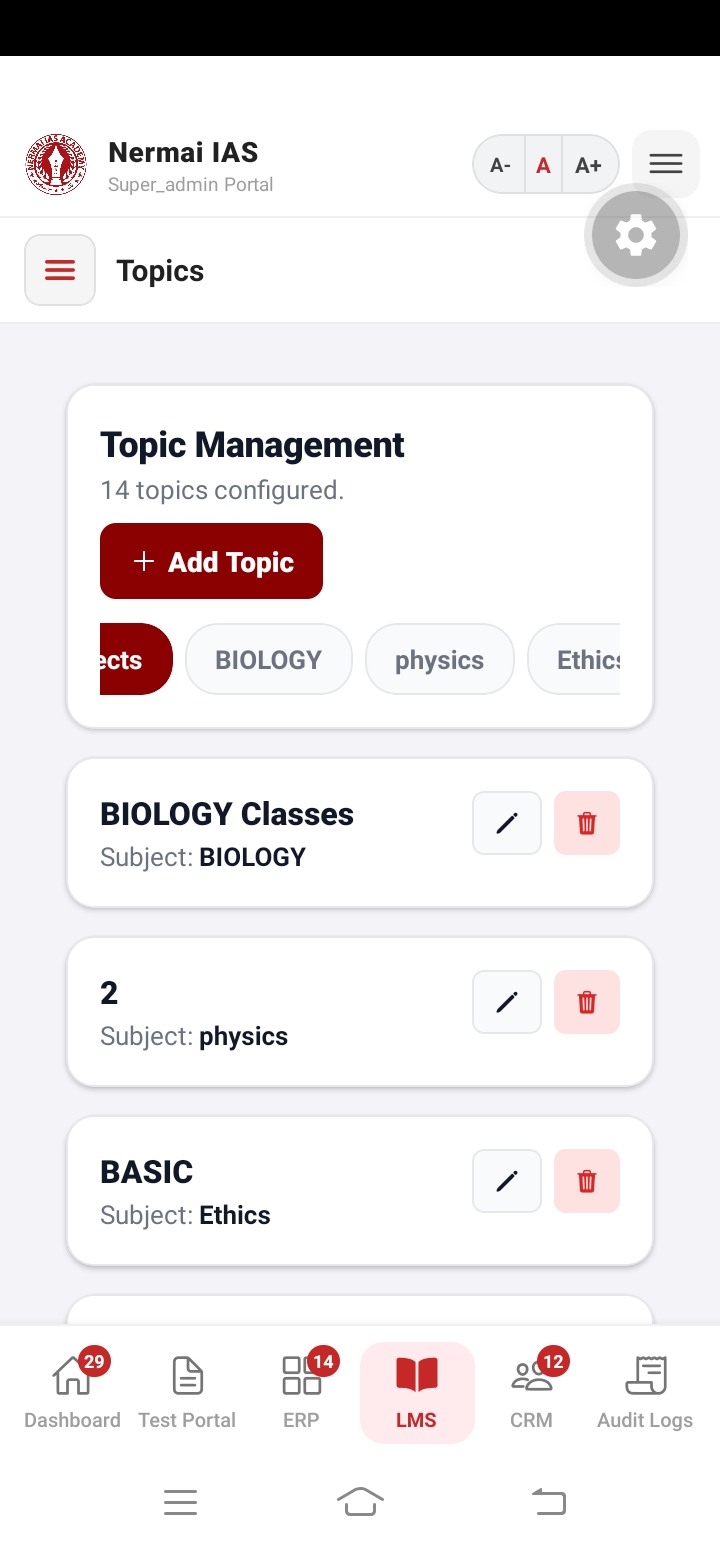 Nermai IAS
Super_admin Portal
A- A A+
Topics
Topic Management
14 topics configured.
+ Add Topic
ects BIOLOGY physics Ethics
BIOLOGY Classes
Subject: BIOLOGY
2
Subject: physics
BASIC
Subject: Ethics
29 14 12
Dashboard Test Portal ERP LMS CRM Audit Logs